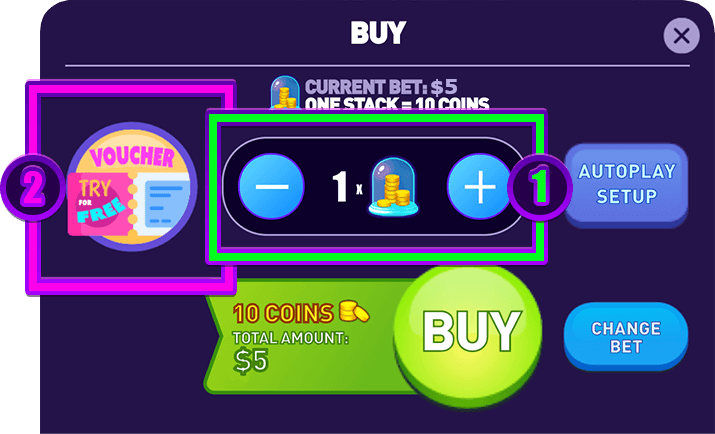 BUY
CURRENT BET: $5
ONE STACK = 10 COINS
VOUCHER
TRY
FOR
FREE
2
1 x
1
AUTOPLAY
SETUP
10 COINS
TOTAL AMOUNT:
$5
BUY
CHANGE
BET